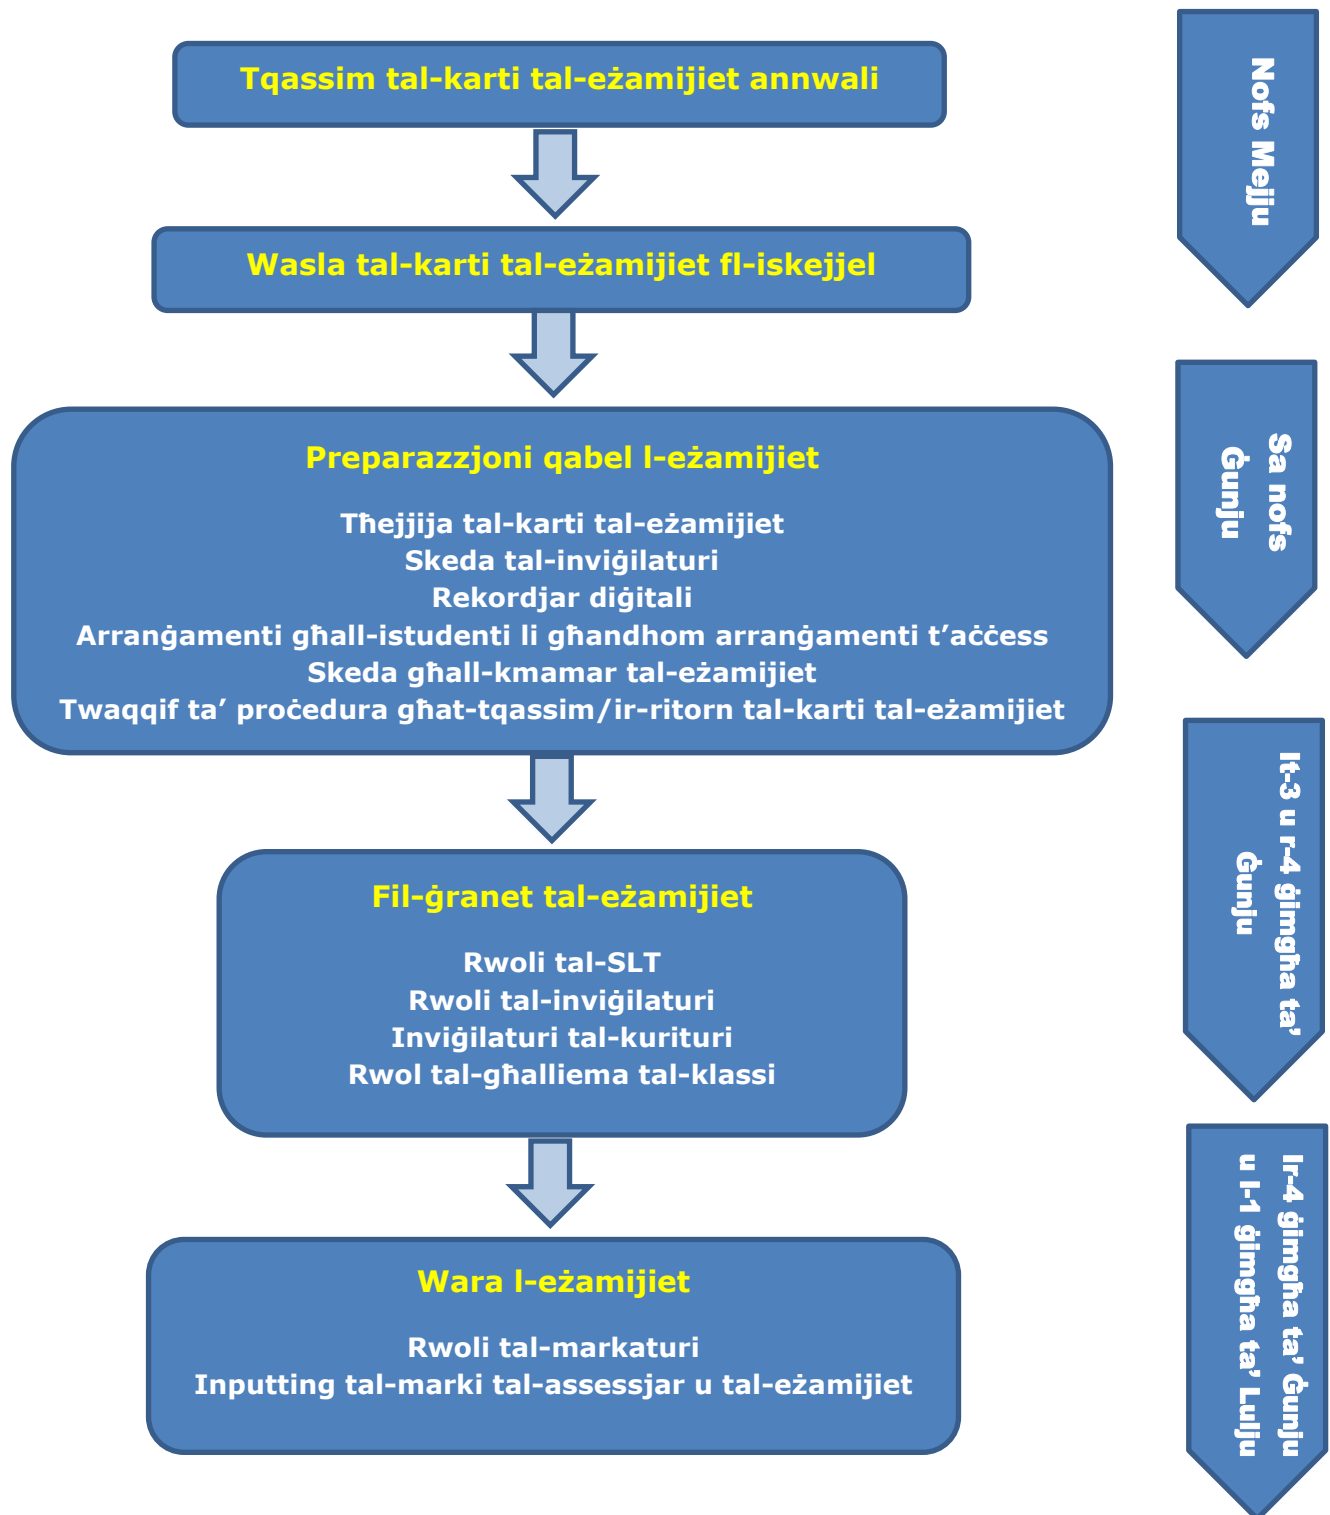 Tqassim tal-karti tal-eżamijiet annwali
Wasla tal-karti tal-eżamijiet fl-iskejjel
Nofs Mejju
Preparazzjoni qabel l-eżamijiet
Tħejjija tal-karti tal-eżamijiet
Skeda tal-inviġilaturi
Rekordjar diġitali
Arranġamenti għall-istudenti li għandhom arranġamenti t’aċċess
Skeda għall-kmamar tal-eżamijiet
Twaqqif ta’ proċedura għat-tqassim/ir-ritorn tal-karti tal-eżamijiet
Sa nofs
Ġunju
Fil-ġranet tal-eżamijiet
Rwoli tal-SLT
Rwoli tal-inviġilaturi
Inviġilaturi tal-kurituri
Rwol tal-għalliema tal-klassi
It-3 u r-4 ġimgħa ta’
Ġunju
Wara l-eżamijiet
Rwoli tal-markaturi
Inputting tal-marki tal-assessjar u tal-eżamijiet
Ir-4 ġimgħa ta’ Ġunju
u l-1 ġimgħa ta’ Lulju